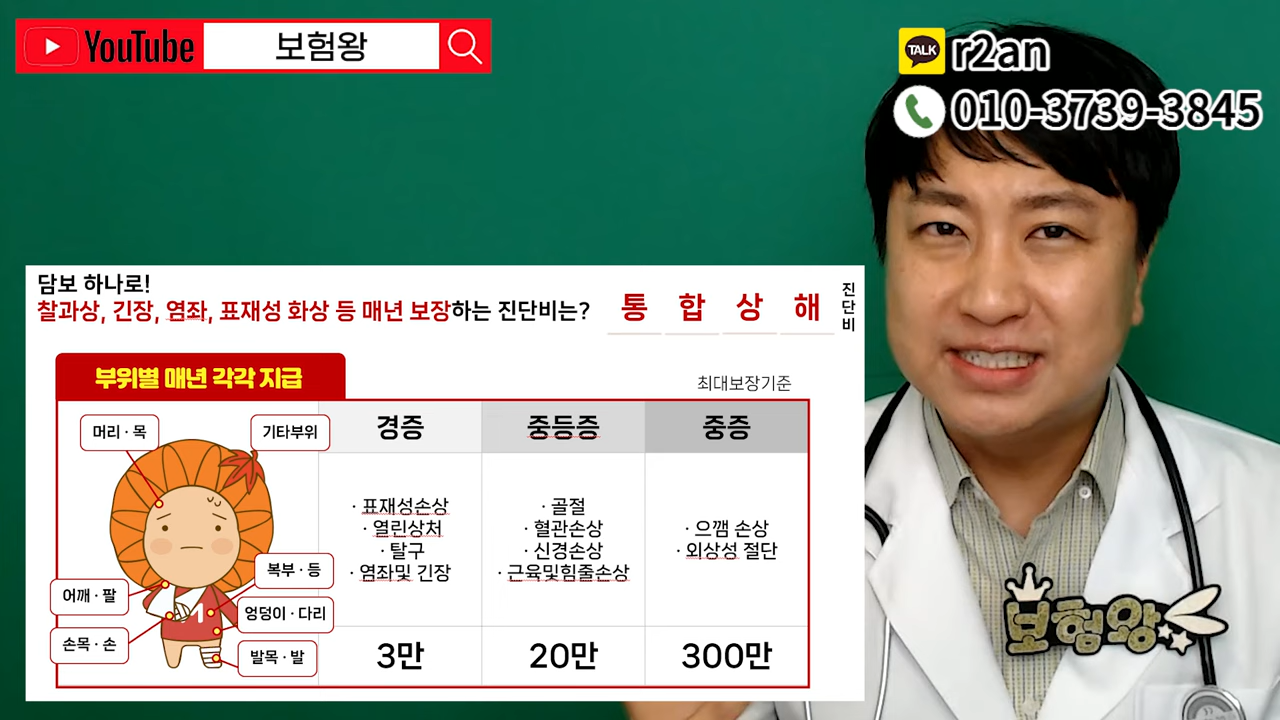 YouTube 보험왕
TALK r2an
010-3739-3845
담보 하나로!
찰과상, 긴장, 염좌, 표재성 화상 등 매년 보장하는 진단비는?
통 합 상 해 진단비
부위별 매년 각각 지급
최대보장기준
머리·목
기타부위
복부·등
어깨·팔
엉덩이·다리
손목·손
발목·발
경증 중등증 중증
· 표재성손상
· 열린상처
· 탈구
· 염좌및 긴장
· 골절
· 혈관손상
· 신경손상
· 근육및힘줄손상
· 으깸 손상
· 외상성 절단
3만 20만 300만
보험왕